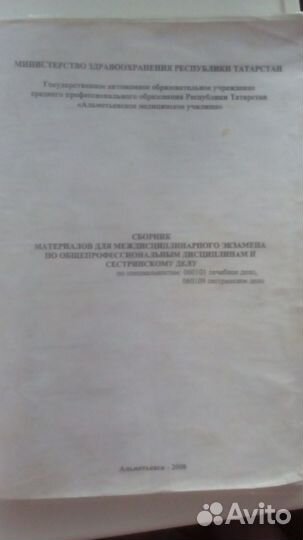 МИНИСТЕРСТВО ЗДРАВООХРАНЕНИЯ РЕСПУБЛИКИ ТАТАРСТАН
Государственное автономное образовательное учреждение
среднего профессионального образования Республики Татарстан
«Альметьевское медицинское училище»
СБОРНИК
МАТЕРИАЛОВ ДЛЯ МЕЖДИСЦИПЛИНАРНОГО ЭКЗАМЕНА
ПО ОБЩЕПРОФЕССИОНАЛЬНЫМ ДИСЦИПЛИНАМ И
СЕСТРИНСКОМУ ДЕЛУ
по специальностям: 060101 лечебное дело,
060109 сестринское дело
Альметьевск - 2008
Avito